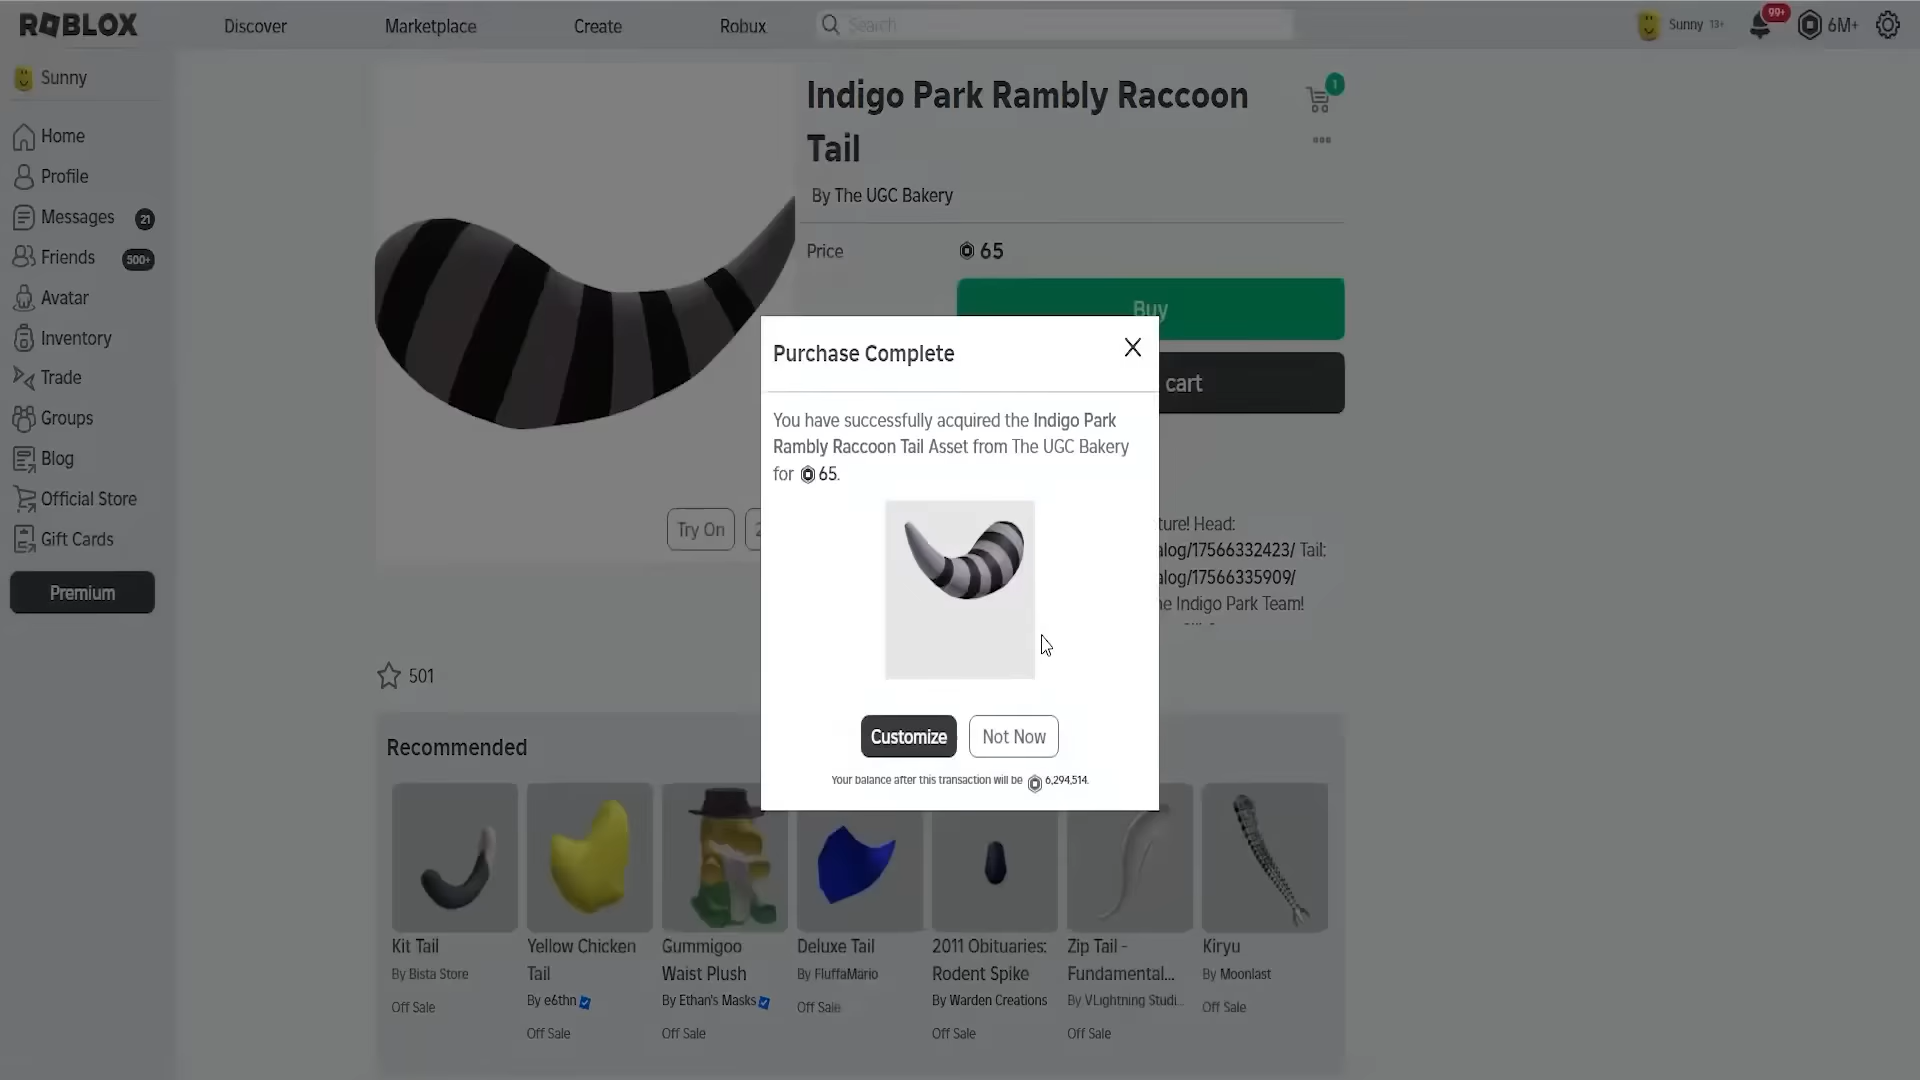 ROBLOX
Discover
Marketplace
Create
Robux
Search
Sunny 13+
99+
6M+
Sunny
Home
Profile
Messages 21
Friends 500+
Avatar
Inventory
Trade
Groups
Blog
Official Store
Gift Cards
Premium
Indigo Park Rambly Raccoon
Tail
1
By The UGC Bakery
Price 65
Buy
cart
Try On
Purchase Complete
You have successfully acquired the Indigo Park
Rambly Raccoon Tail Asset from The UGC Bakery
for 65.
Customize
Not Now
Your balance after this transaction will be 6,294,514.
ture! Head:
alog/17566332423/ Tail:
alog/17566335909/
Indigo Park Team!
501
Recommended
Kit Tail
By Bista Store
Off Sale
Yellow Chicken
Tail
By e6thn
Off Sale
Gummigoo
Waist Plush
By Ethan's Masks
Off Sale
Deluxe Tail
By FluffaMario
Off Sale
2011 Obituaries:
Rodent Spike
By Warden Creations
Off Sale
Zip Tail -
Fundamental...
By VLightning Studi...
Off Sale
Kiryu
By Moonlast
Off Sale